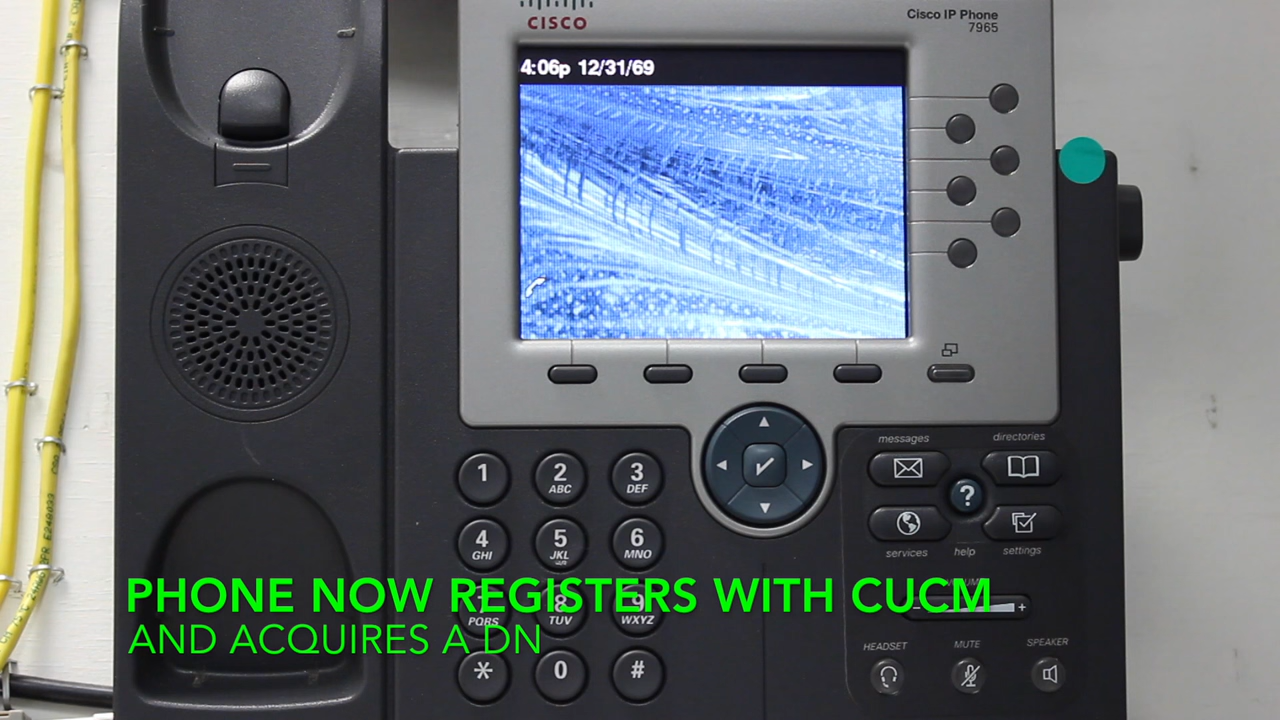 CISCO
Cisco IP Phone
7965
4:06p 12/31/69
messages
directories
1
2
ABC
3
DEF
?
4
GHI
5
JKL
6
MNO
services
help
settings
PHONE NOW REGISTERS WITH CUCM
AND ACQUIRES A DN
7
PQRS
8
TUV
9
WXYZ
- +
HEADSET
MUTE
SPEAKER
*
0
#